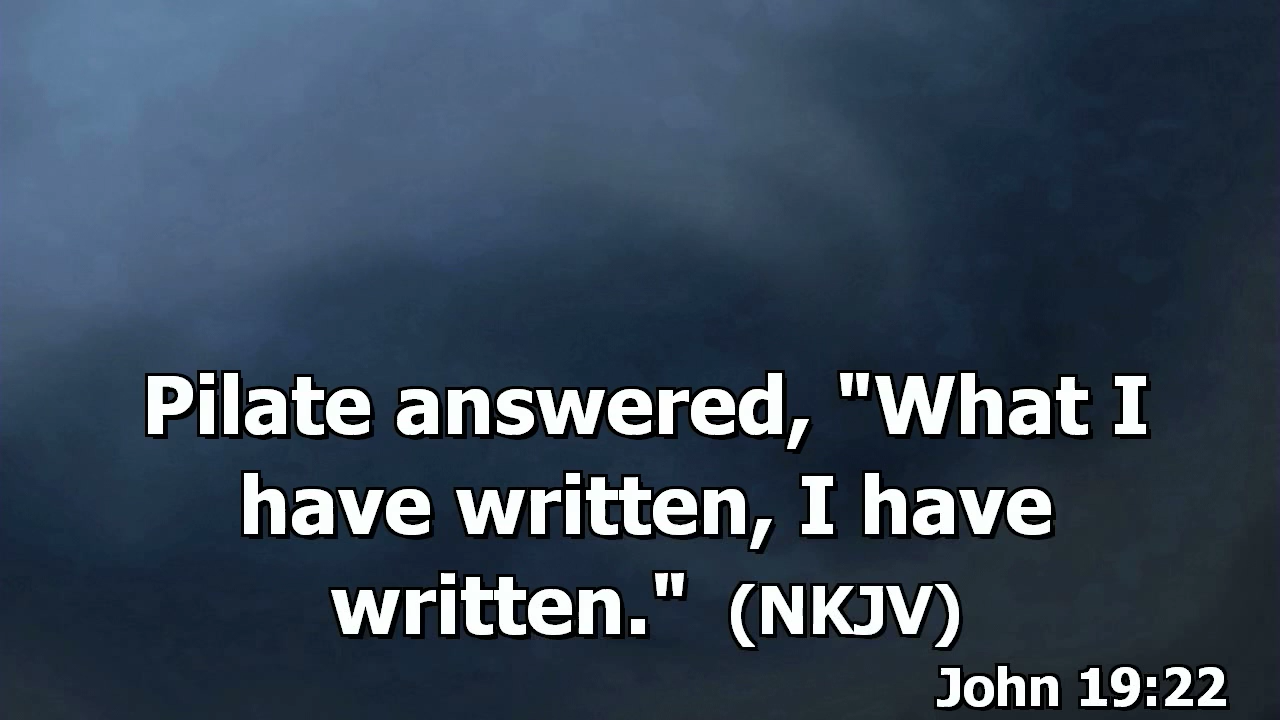 Pilate answered, "What I
have written, I have
written." (NKJV)
John 19:22